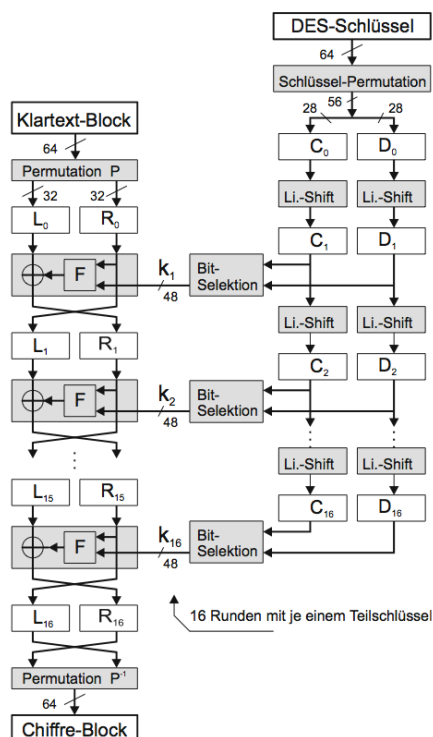 DES-Schlüssel
64
Schlüssel-Permutation
56
28
28
Klartext-Block
64
Permutation P
32
32
C₀
D₀
Li.-Shift
Li.-Shift
L₀
R₀
C₁
D₁
F
k₁
48
Bit-
Selektion
Li.-Shift
Li.-Shift
L₁
R₁
C₂
D₂
F
k₂
48
Bit-
Selektion
Li.-Shift
Li.-Shift
L₁₅
R₁₅
C₁₆
D₁₆
F
k₁₆
48
Bit-
Selektion
16 Runden mit je einem Teilschlüssel
L₁₆
R₁₆
Permutation P⁻¹
64
Chiffre-Block